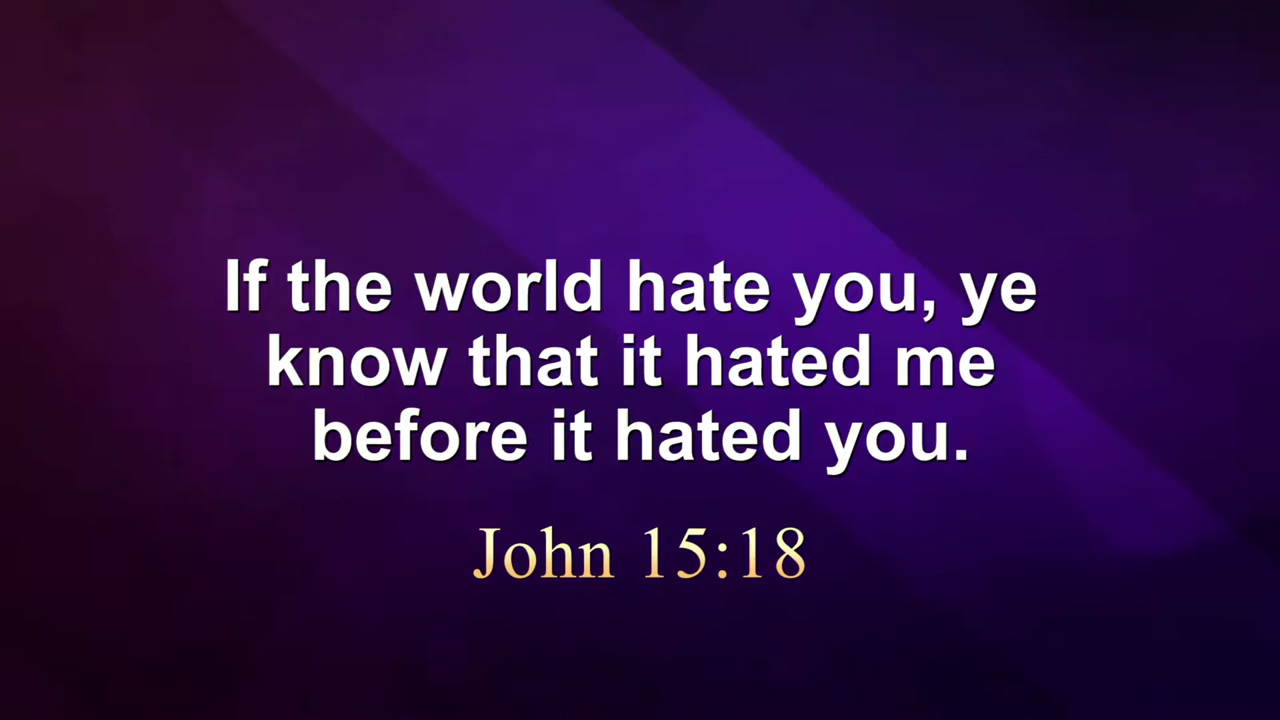 If the world hate you, ye
know that it hated me
before it hated you.
John 15:18